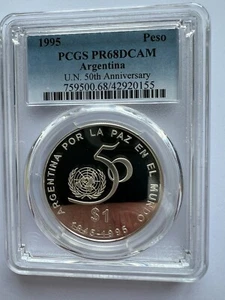 1995 Peso
PCGS PR68DCAM
Argentina
U.N. 50th Anniversary
759500.68/42920155
ARGENTINA POR LA PAZ EN EL MUNDO
50
$1
1945-1995